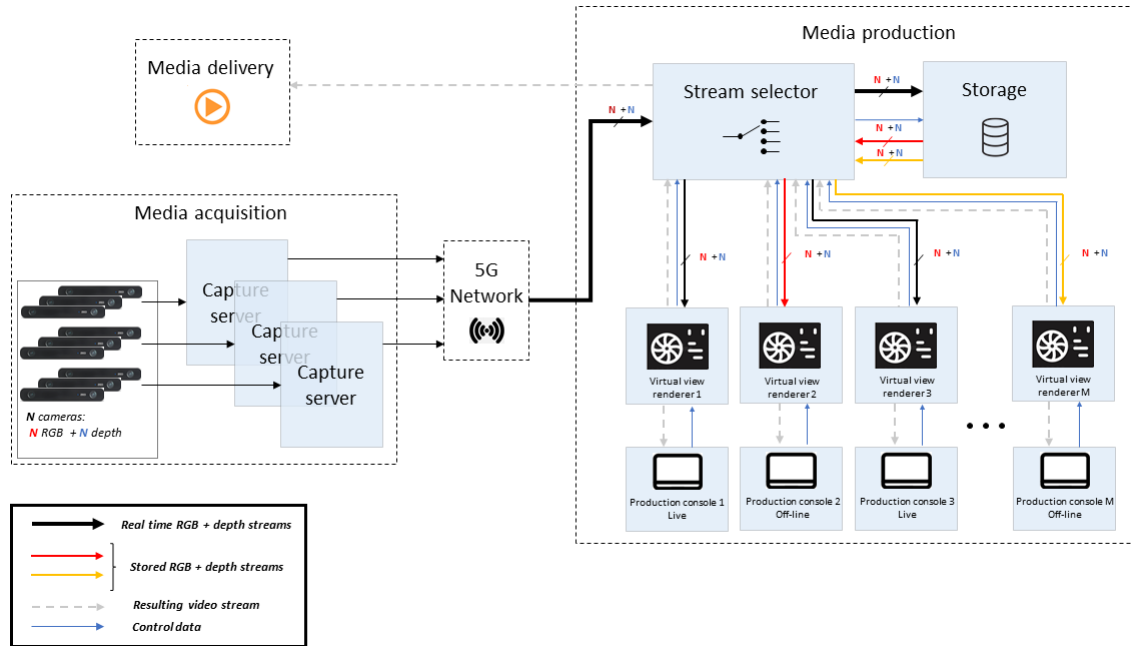 Media production
Media delivery
Stream selector
Storage
N + N
N + N
N + N
N + N
Media acquisition
Capture
server
Capture
server
Capture
server
5G
Network
N cameras:
N RGB + N depth
N + N
N + N
N + N
N + N
Virtual view
renderer 1
Virtual view
renderer 2
Virtual view
renderer 3
Virtual view
renderer M
Production console 1
Live
Production console 2
Off-line
Production console 3
Live
Production console M
Off-line
Real time RGB + depth streams
Stored RGB + depth streams
Resulting video stream
Control data